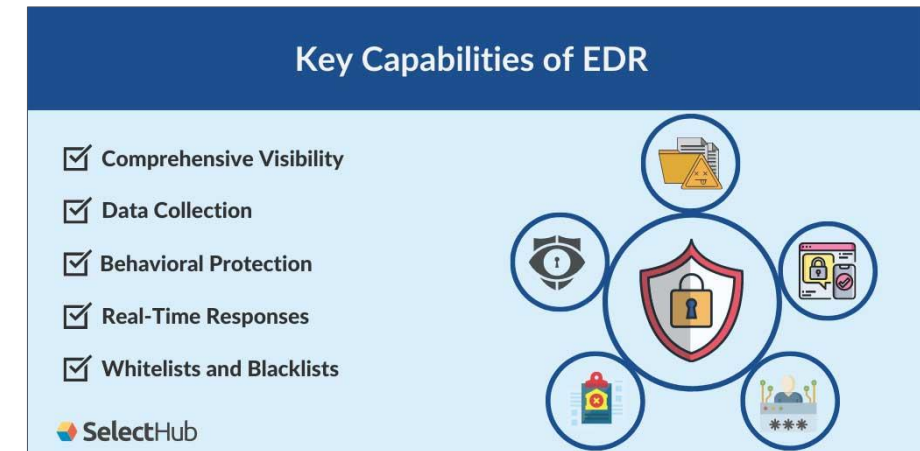 Key Capabilities of EDR
Comprehensive Visibility
Data Collection
Behavioral Protection
Real-Time Responses
Whitelists and Blacklists
SelectHub
***